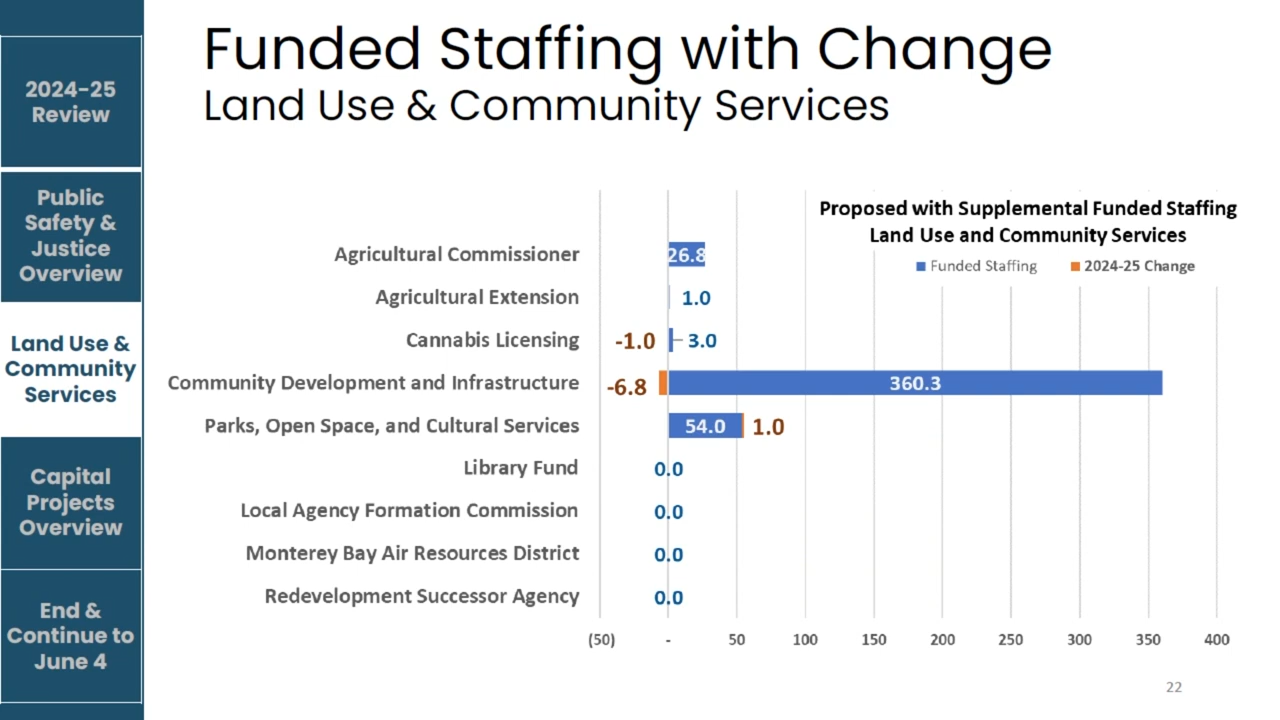 Funded Staffing with Change
Land Use & Community Services
2024-25
Review
Public
Safety &
Justice
Overview
Land Use &
Community
Services
Capital
Projects
Overview
End &
Continue to
June 4
Proposed with Supplemental Funded Staffing
Land Use and Community Services
Funded Staffing 2024-25 Change
Agricultural Commissioner 26.8
Agricultural Extension 1.0
Cannabis Licensing -1.0 3.0
Community Development and Infrastructure -6.8 360.3
Parks, Open Space, and Cultural Services 54.0 1.0
Library Fund 0.0
Local Agency Formation Commission 0.0
Monterey Bay Air Resources District 0.0
Redevelopment Successor Agency 0.0
(50) - 50 100 150 200 250 300 350 400
22